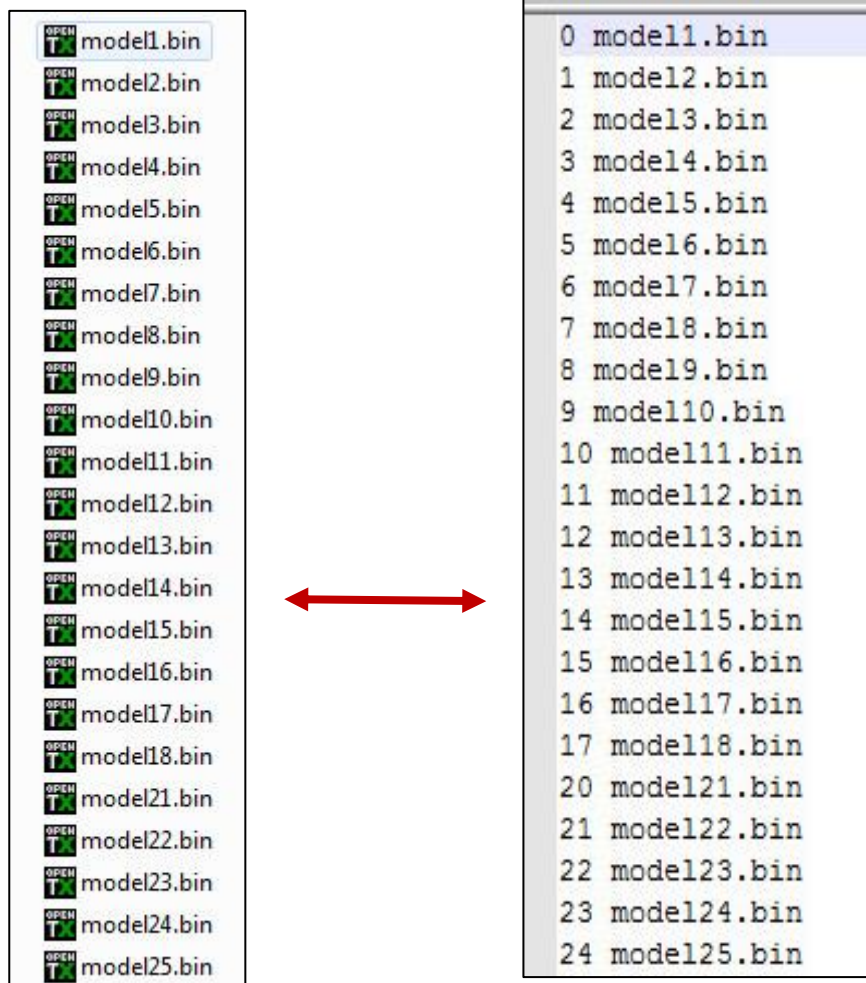 model1.bin
model2.bin
model3.bin
model4.bin
model5.bin
model6.bin
model7.bin
model8.bin
model9.bin
model10.bin
model11.bin
model12.bin
model13.bin
model14.bin
model15.bin
model16.bin
model17.bin
model18.bin
model21.bin
model22.bin
model23.bin
model24.bin
model25.bin
0 model1.bin
1 model2.bin
2 model3.bin
3 model4.bin
4 model5.bin
5 model6.bin
6 model7.bin
7 model8.bin
8 model9.bin
9 model10.bin
10 model11.bin
11 model12.bin
12 model13.bin
13 model14.bin
14 model15.bin
15 model16.bin
16 model17.bin
17 model18.bin
20 model21.bin
21 model22.bin
22 model23.bin
23 model24.bin
24 model25.bin